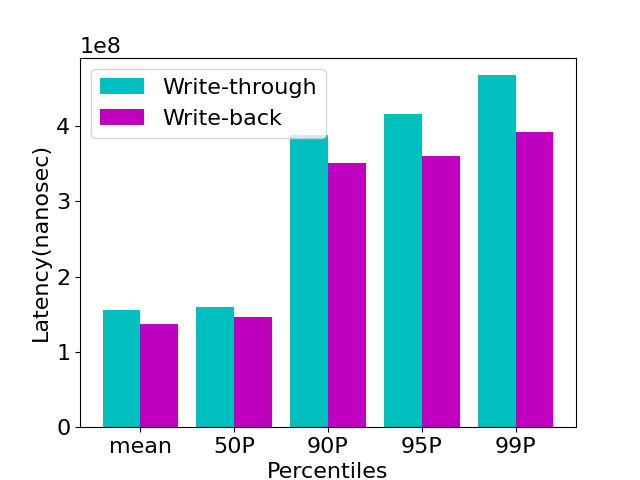 1e8
Write-through
Write-back
4
3
2
1
0
Latency(nanosec)
mean 50P 90P 95P 99P
Percentiles